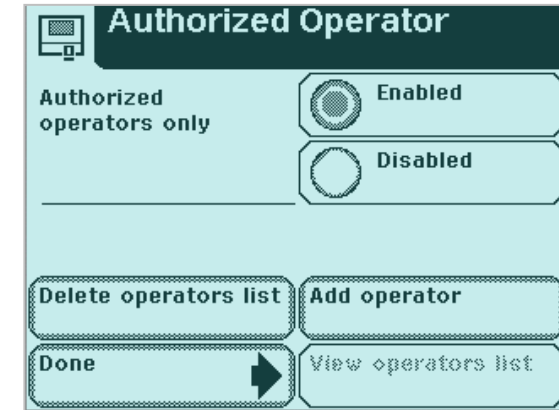 Authorized Operator
Authorized
operators only
Enabled
Disabled
Delete operators list
Add operator
Done
View operators list